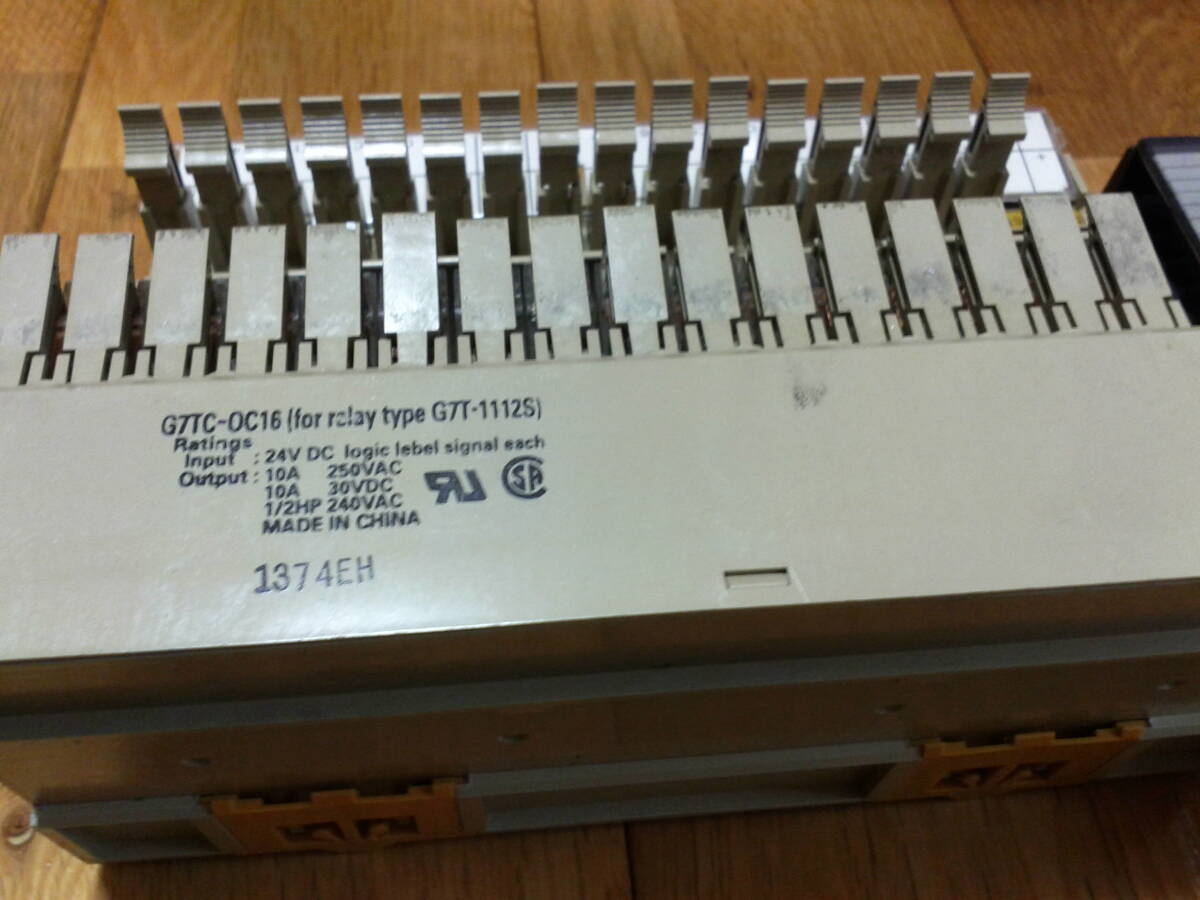 G7TC-OC16 (for relay type G7T-1112S)
Ratings
Input : 24V DC logic lebel signal each
Output : 10A 250VAC
10A 30VDC
1/2HP 240VAC
MADE IN CHINA
1374EH